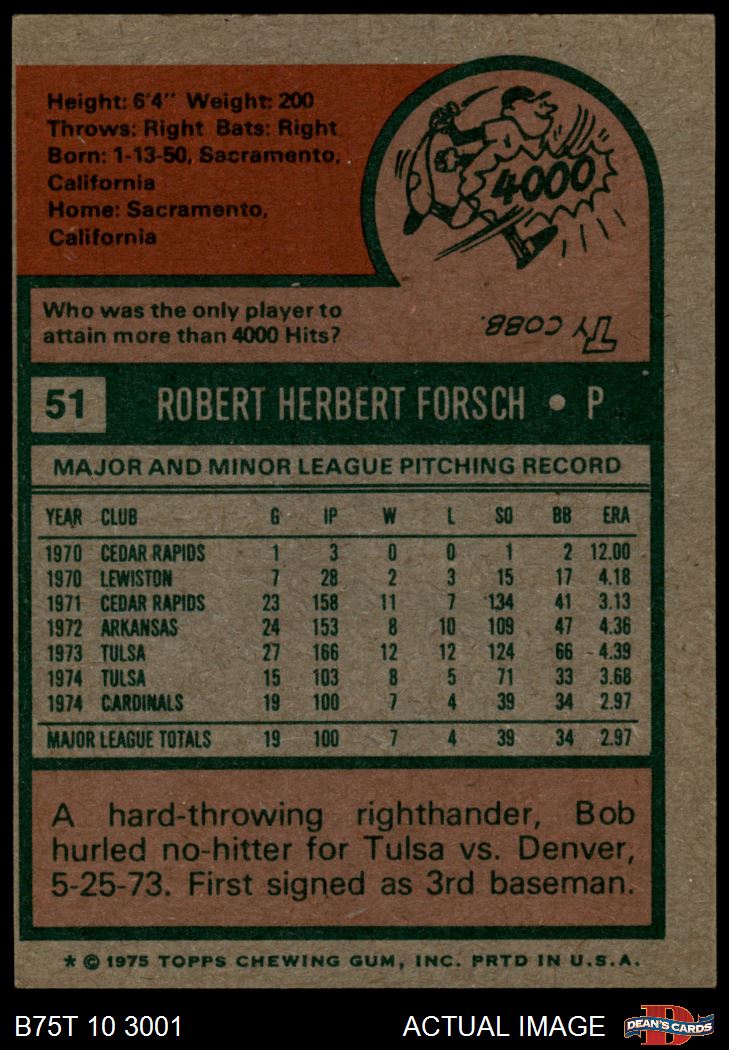 Height: 6'4" Weight: 200
Throws: Right Bats: Right
Born: 1-13-50, Sacramento,
California
Home: Sacramento,
California
4000
Who was the only player to
attain more than 4000 Hits?
TY COBB.
51 ROBERT HERBERT FORSCH • P
MAJOR AND MINOR LEAGUE PITCHING RECORD
YEAR CLUB G IP W L SO BB ERA
1970 CEDAR RAPIDS 1 3 0 0 1 2 12.00
1970 LEWISTON 7 28 2 3 15 17 4.18
1971 CEDAR RAPIDS 23 158 11 7 134 41 3.13
1972 ARKANSAS 24 153 8 10 109 47 4.36
1973 TULSA 27 166 12 12 124 66 4.39
1974 TULSA 15 103 8 5 71 33 3.68
1974 CARDINALS 19 100 7 4 39 34 2.97
MAJOR LEAGUE TOTALS 19 100 7 4 39 34 2.97
A hard-throwing righthander, Bob
hurled no-hitter for Tulsa vs. Denver,
5-25-73. First signed as 3rd baseman.
* © 1975 TOPPS CHEWING GUM, INC. PRTD IN U.S.A.
B75T 10 3001 ACTUAL IMAGE D DEAN'S CARDS